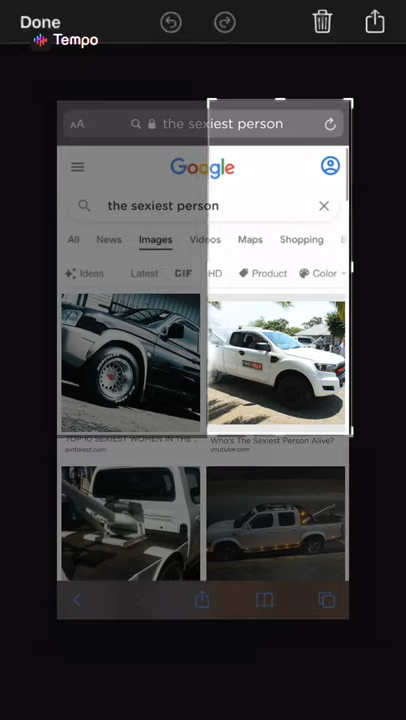 Done
Tempo
AA the sexiest person
Google
the sexiest person
All News Images Videos Maps Shopping
Ideas Latest GIF HD Product Color
TOP 10 SEXIEST WOMEN IN THE ...
pinterest.com
Who's The Sexiest Person Alive?
youtube.com